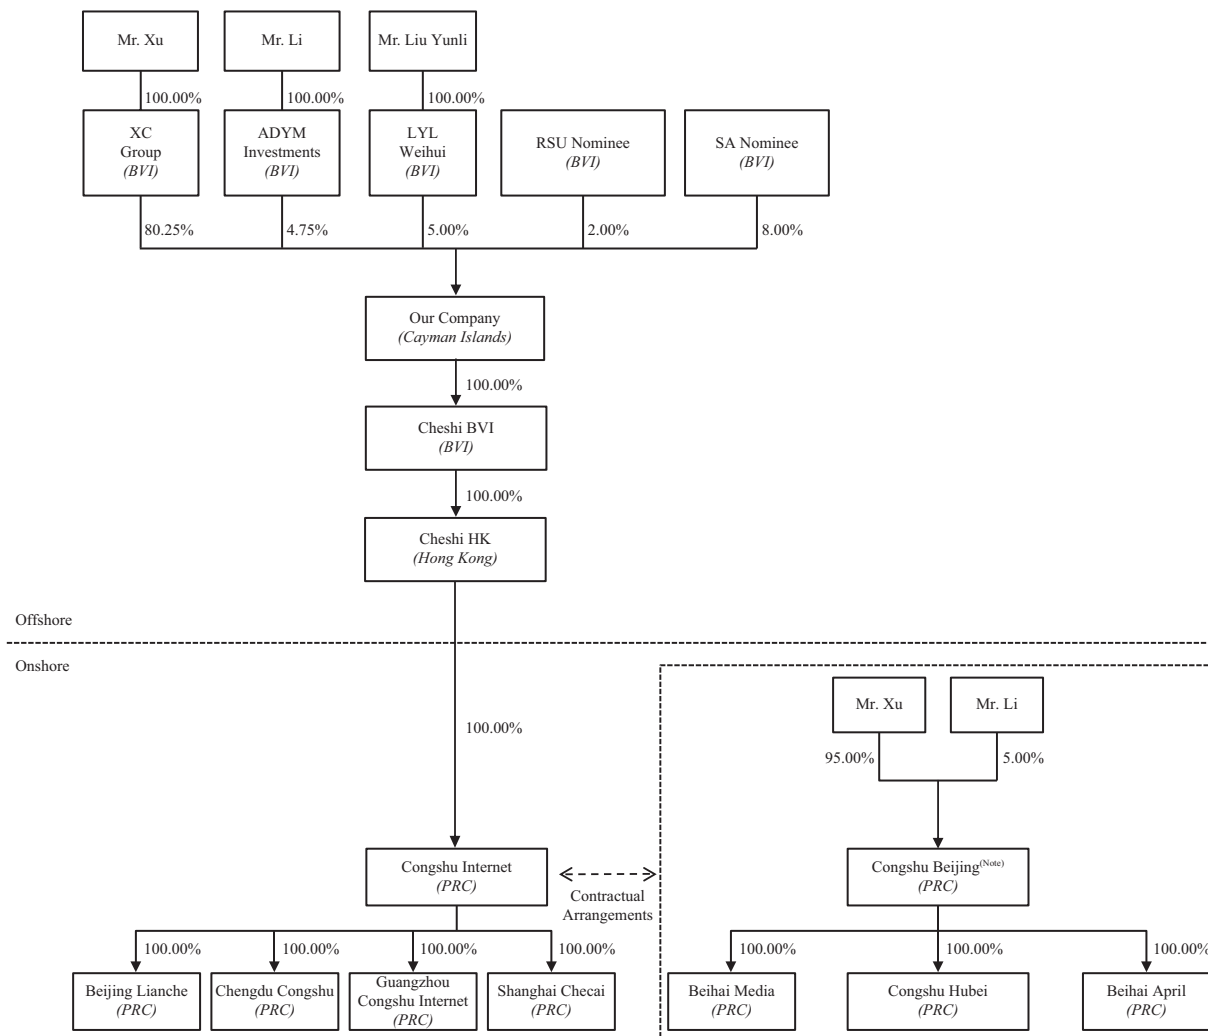 Mr. Xu
Mr. Li
Mr. Liu Yunli
100.00%
100.00%
100.00%
XC
Group
(BVI)
ADYM
Investments
(BVI)
LYL
Weihui
(BVI)
RSU Nominee
(BVI)
SA Nominee
(BVI)
80.25%
4.75%
5.00%
2.00%
8.00%
Our Company
(Cayman Islands)
100.00%
Cheshi BVI
(BVI)
100.00%
Cheshi HK
(Hong Kong)
Offshore
Onshore
100.00%
Mr. Xu
Mr. Li
95.00%
5.00%
Congshu Internet
(PRC)
Contractual
Arrangements
Congshu Beijing(Note)
(PRC)
100.00%
100.00%
100.00%
100.00%
100.00%
100.00%
100.00%
Beijing Lianche
(PRC)
Chengdu Congshu
(PRC)
Guangzhou
Congshu Internet
(PRC)
Shanghai Checai
(PRC)
Beihai Media
(PRC)
Congshu Hubei
(PRC)
Beihai April
(PRC)